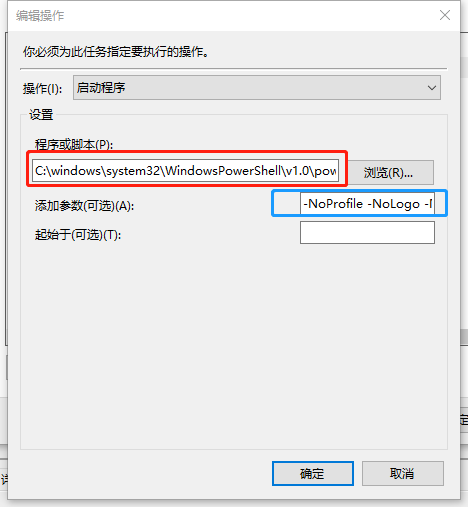 编辑操作
你必须为此任务指定要执行的操作。
操作(I): 启动程序
设置
程序或脚本(P):
C:\windows\system32\WindowsPowerShell\v1.0\pow 浏览(R)...
添加参数(可选)(A): -NoProfile -NoLogo -
起始于(可选)(T):
确定 取消